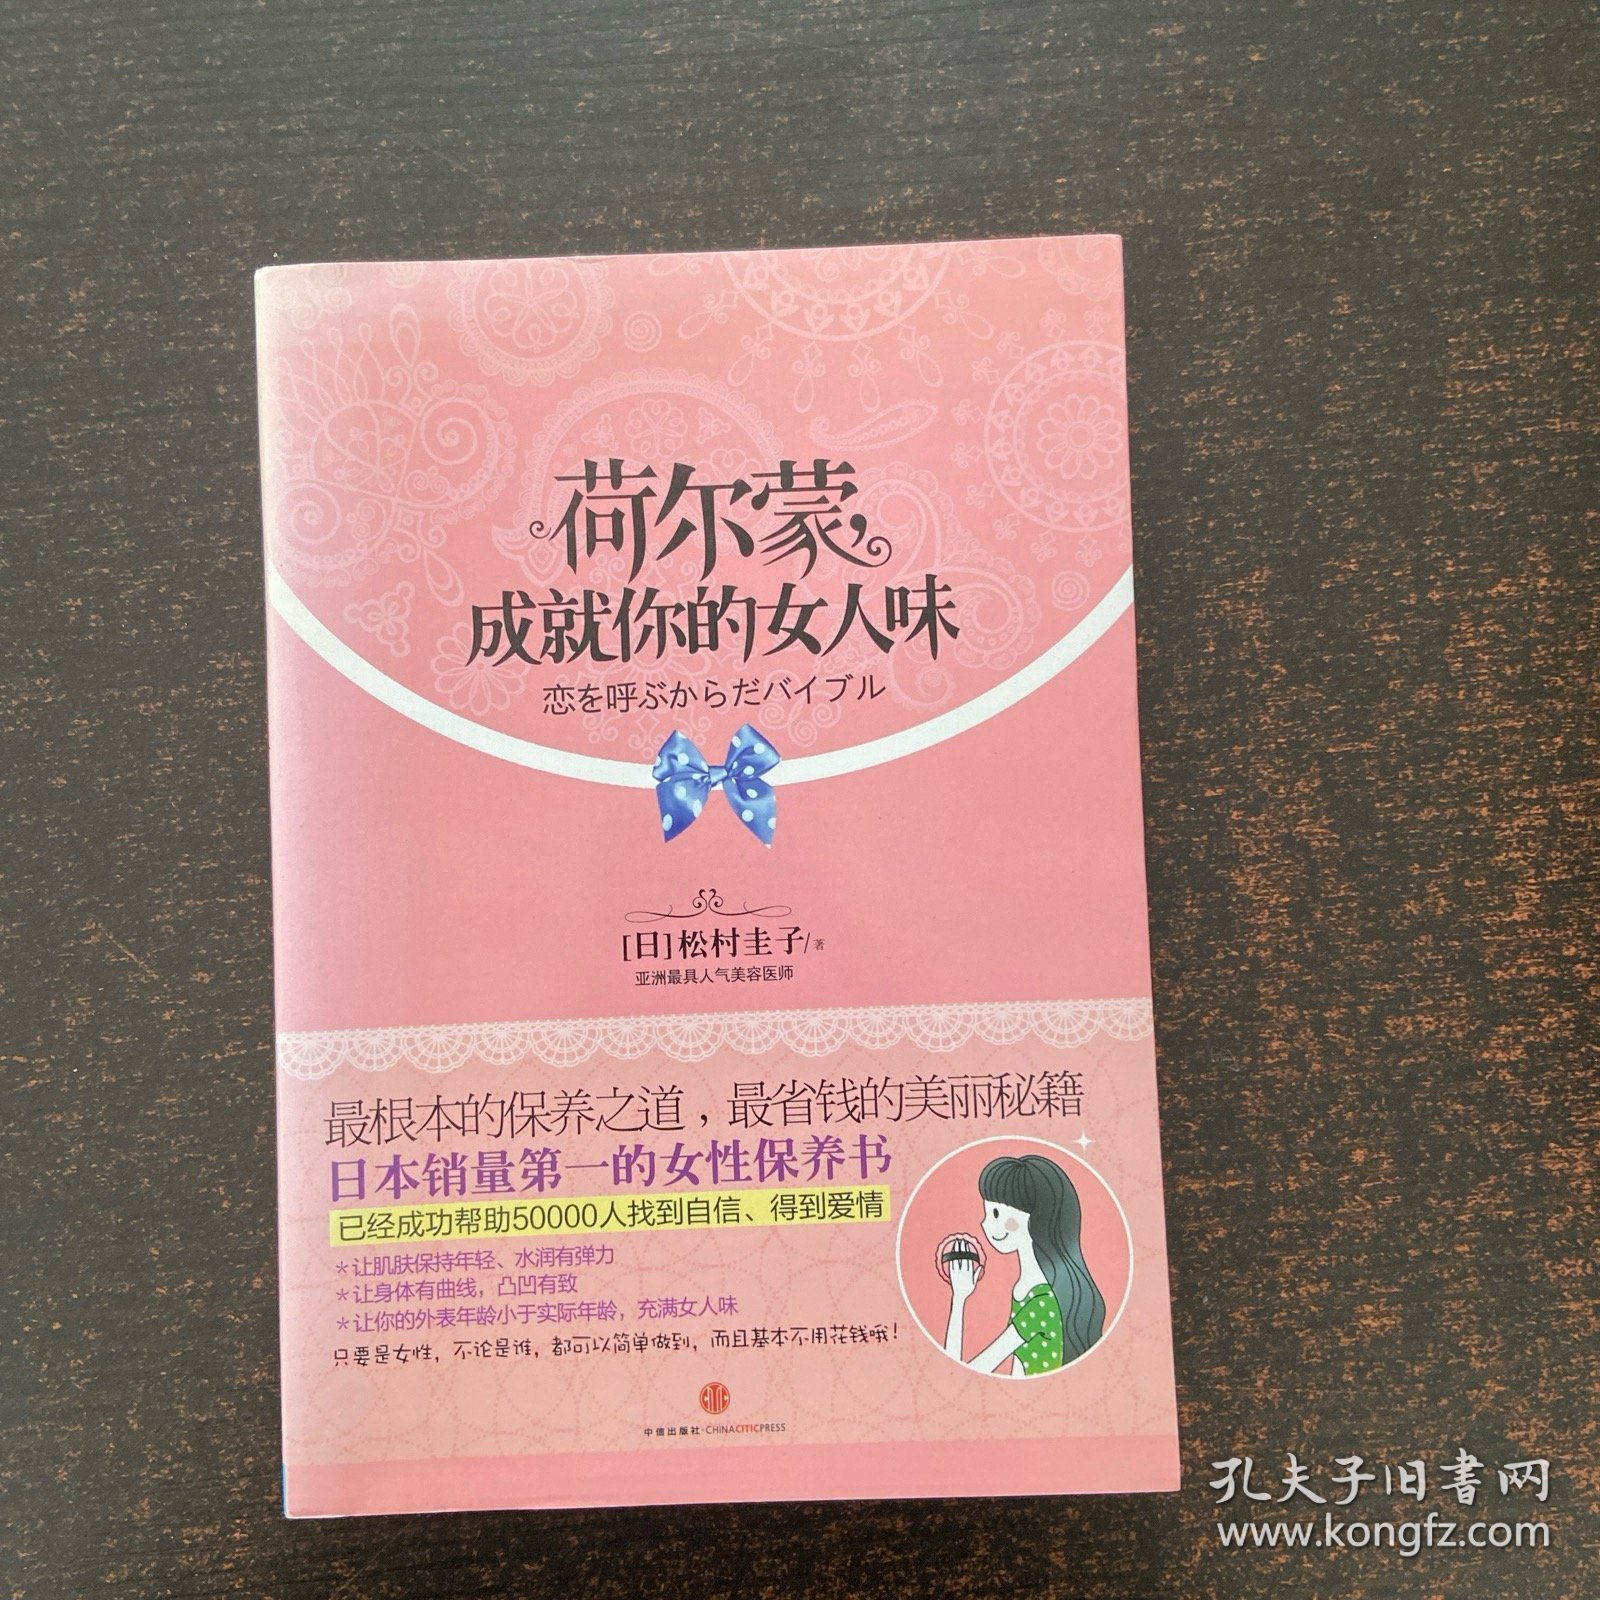 荷尔蒙,
成就你的女人味
恋を呼ぶからだバイブル
[日]松村圭子/著
亚洲最具人气美容医师
最根本的保养之道，最省钱的美丽秘籍
日本销量第一的女性保养书
已经成功帮助50000人找到自信、得到爱情
*让肌肤保持年轻、水润有弹力
*让身体有曲线，凸凹有致
*让你的外表年龄小于实际年龄，充满女人味
只要是女性，不论是谁，都可以简单做到，而且基本不用花钱哦！
中信出版社·CHINACITICPRESS
孔夫子旧书网
www.kongfz.com